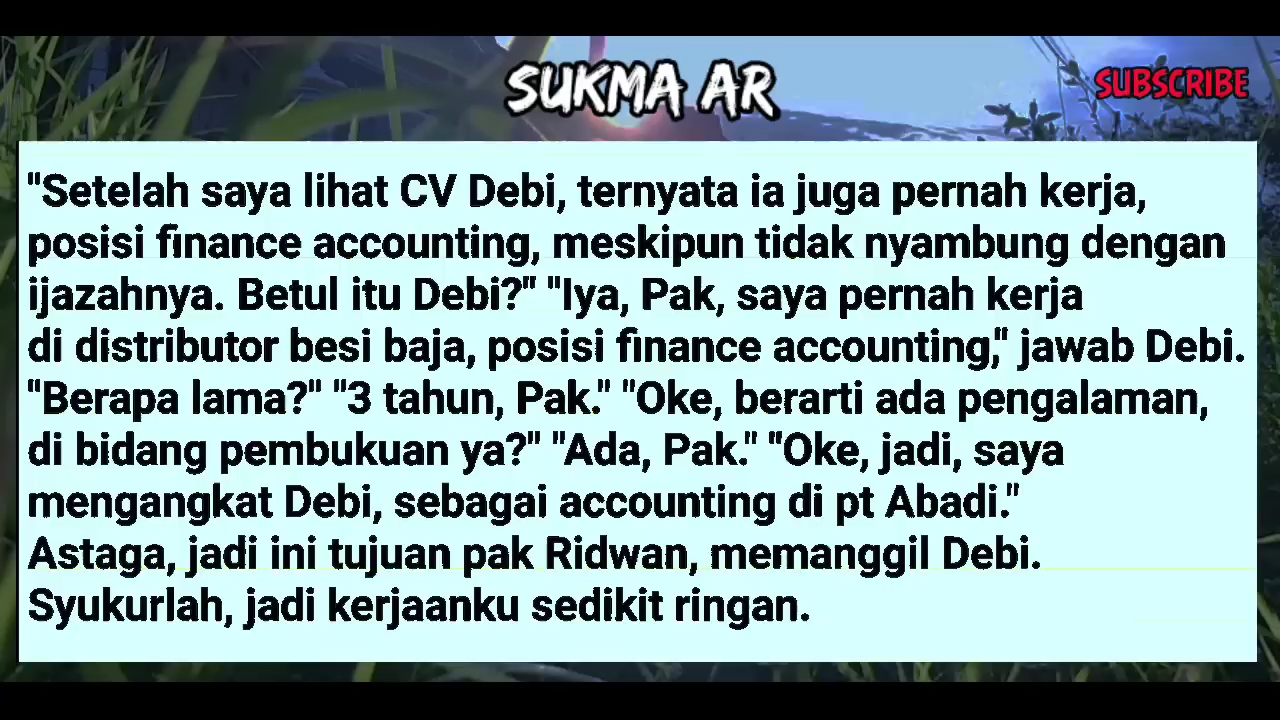 SUKMA AR
SUBSCRIBE
"Setelah saya lihat CV Debi, ternyata ia juga pernah kerja,
posisi finance accounting, meskipun tidak nyambung dengan
ijazahnya. Betul itu Debi?" "Iya, Pak, saya pernah kerja
di distributor besi baja, posisi finance accounting," jawab Debi.
"Berapa lama?" "3 tahun, Pak." "Oke, berarti ada pengalaman,
di bidang pembukuan ya?" "Ada, Pak." "Oke, jadi, saya
mengangkat Debi, sebagai accounting di pt Abadi."
Astaga, jadi ini tujuan pak Ridwan, memanggil Debi.
Syukurlah, jadi kerjaanku sedikit ringan.